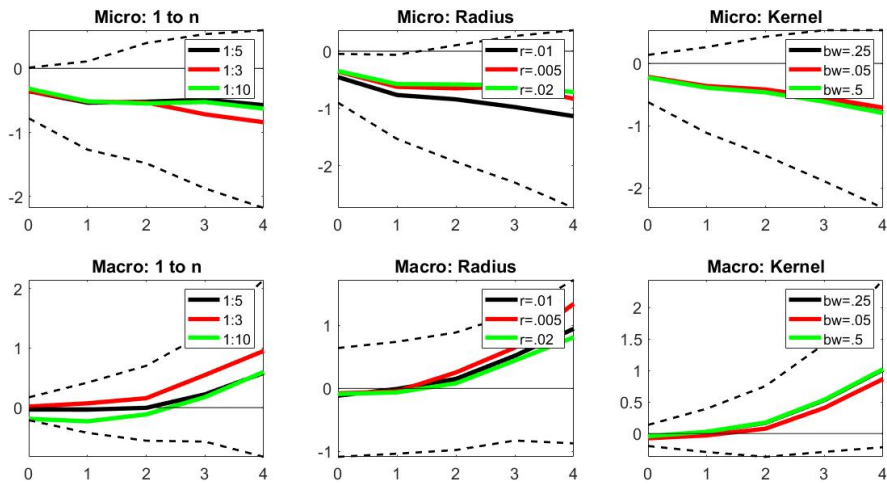 Micro: 1 to n
0
-1
-2
1:5
1:3
1:10
0 1 2 3 4
Micro: Radius
0
-1
-2
r=.01
r=.005
r=.02
0 1 2 3 4
Micro: Kernel
0
-1
-2
bw=.25
bw=.05
bw=.5
0 1 2 3 4
Macro: 1 to n
2
1
0
1:5
1:3
1:10
0 1 2 3 4
Macro: Radius
1
0
-1
r=.01
r=.005
r=.02
0 1 2 3 4
Macro: Kernel
2
1.5
1
0.5
0
bw=.25
bw=.05
bw=.5
0 1 2 3 4